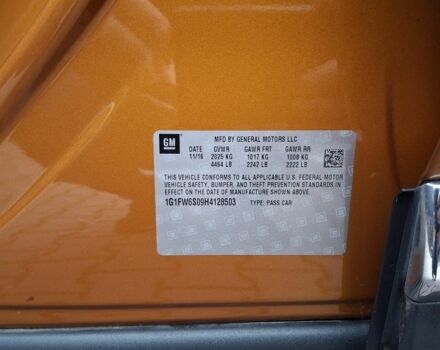 GM
MFD BY GENERAL MOTORS LLC
DATE GVWR GAWR FRT GAWR RR
11/16 2025 KG 1017 KG 1008 KG
4464 LB 2242 LB 2222 LB
THIS VEHICLE CONFORMS TO ALL APPLICABLE U.S. FEDERAL MOTOR
VEHICLE SAFETY, BUMPER, AND THEFT PREVENTION STANDARDS IN
EFFECT ON THE DATE OF MANUFACTURE SHOWN ABOVE.
1G1FW6S09H4128503 TYPE: PASS CAR